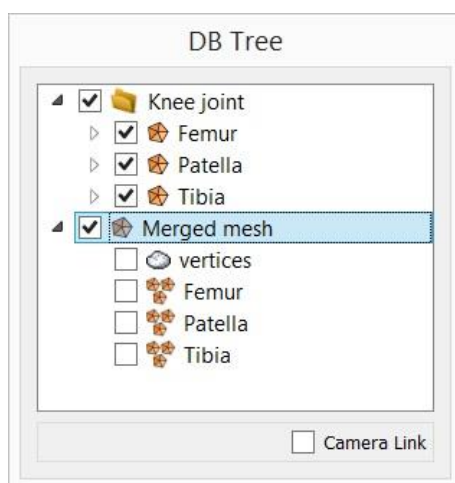 DB Tree
Knee joint
Femur
Patella
Tibia
Merged mesh
vertices
Femur
Patella
Tibia
Camera Link